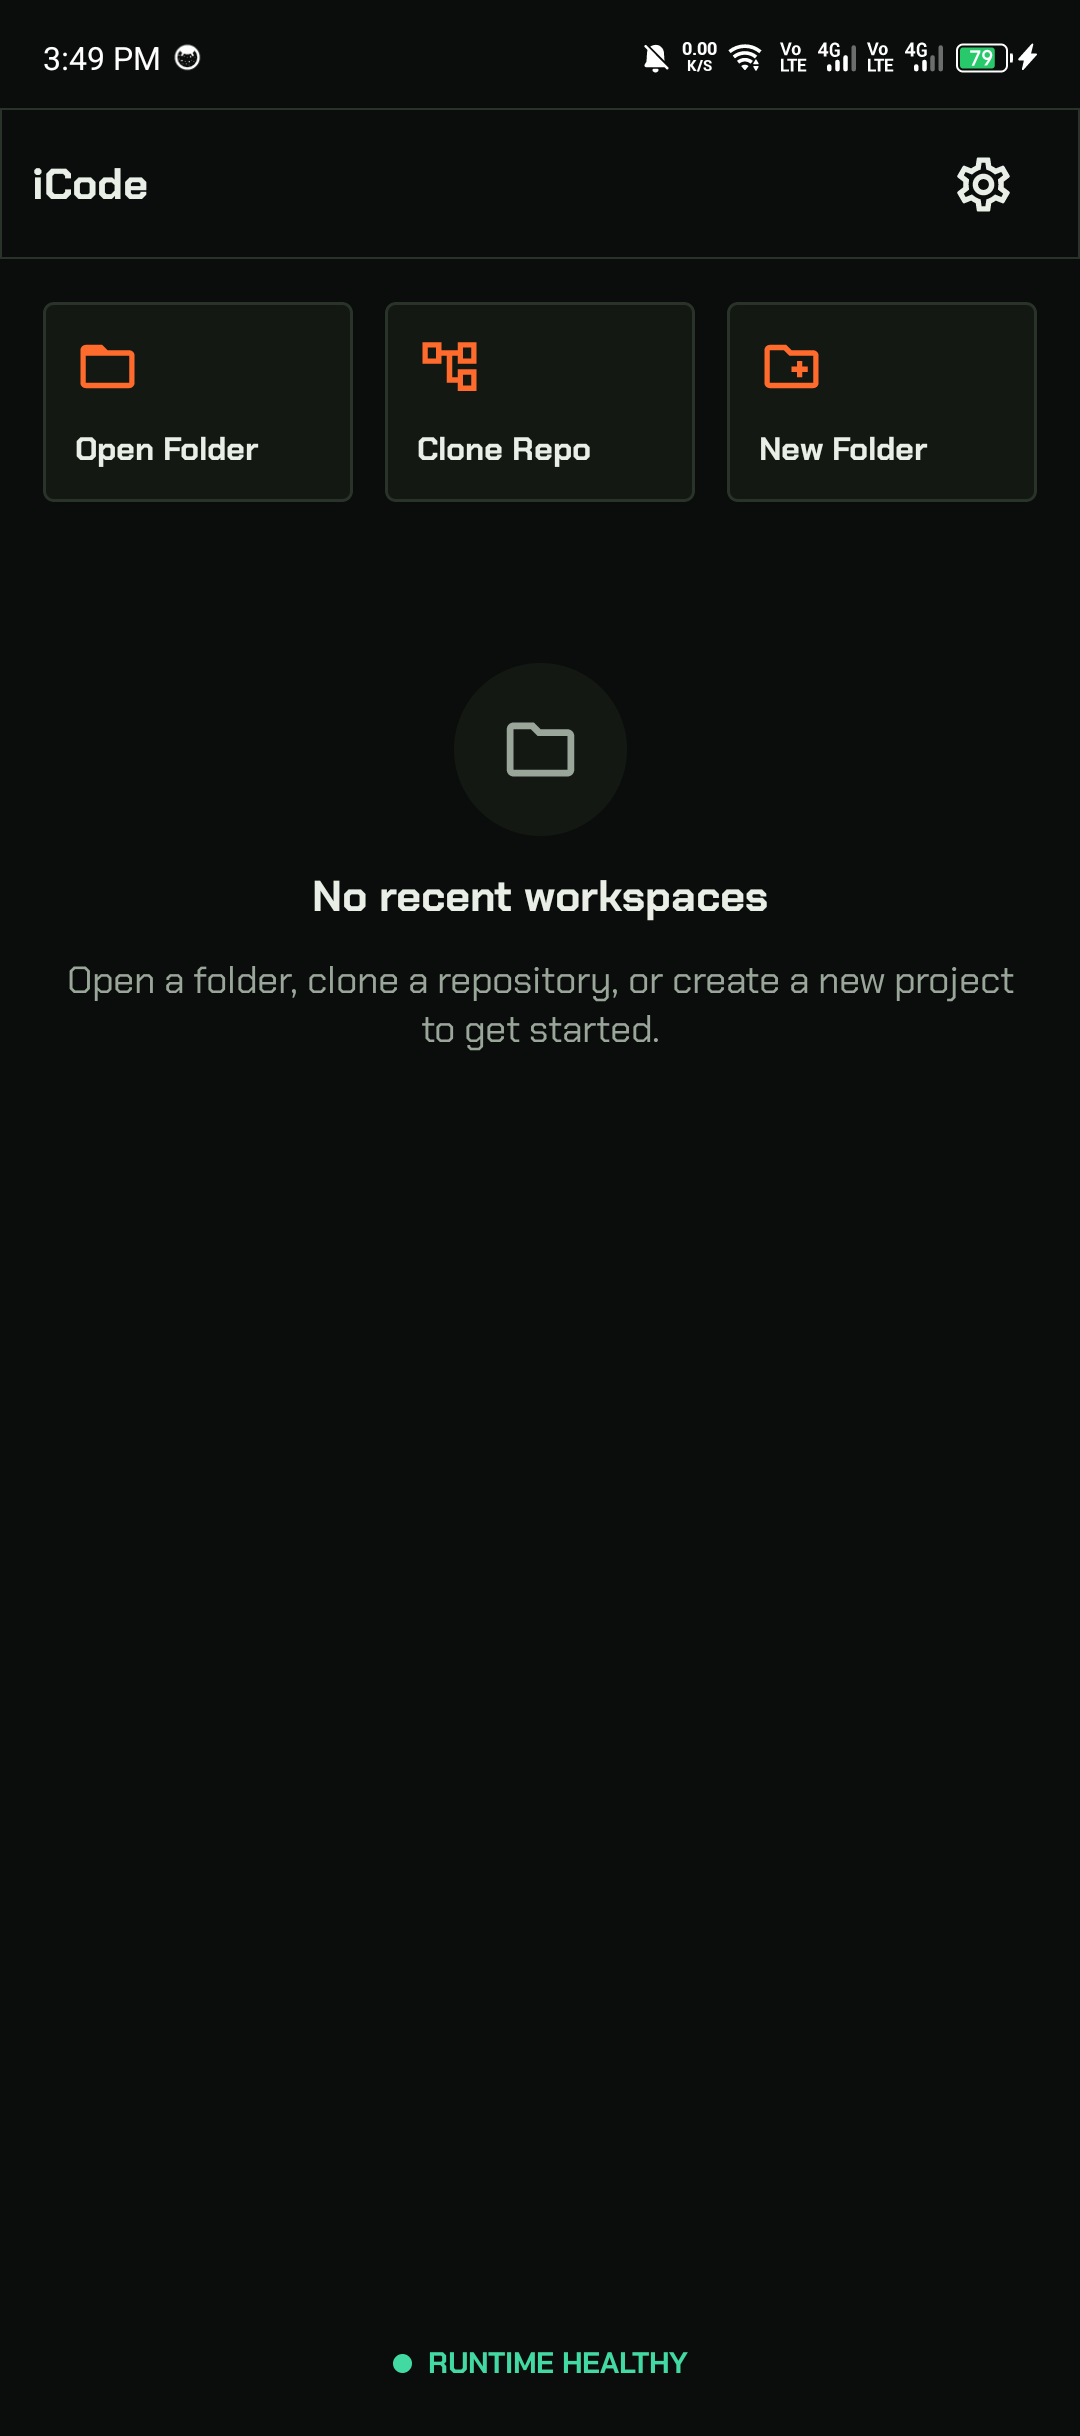 3:49 PM
0.00 K/S
Vo LTE 4G
Vo LTE 4G
79
iCode
Open Folder
Clone Repo
New Folder
No recent workspaces
Open a folder, clone a repository, or create a new project
to get started.
RUNTIME HEALTHY